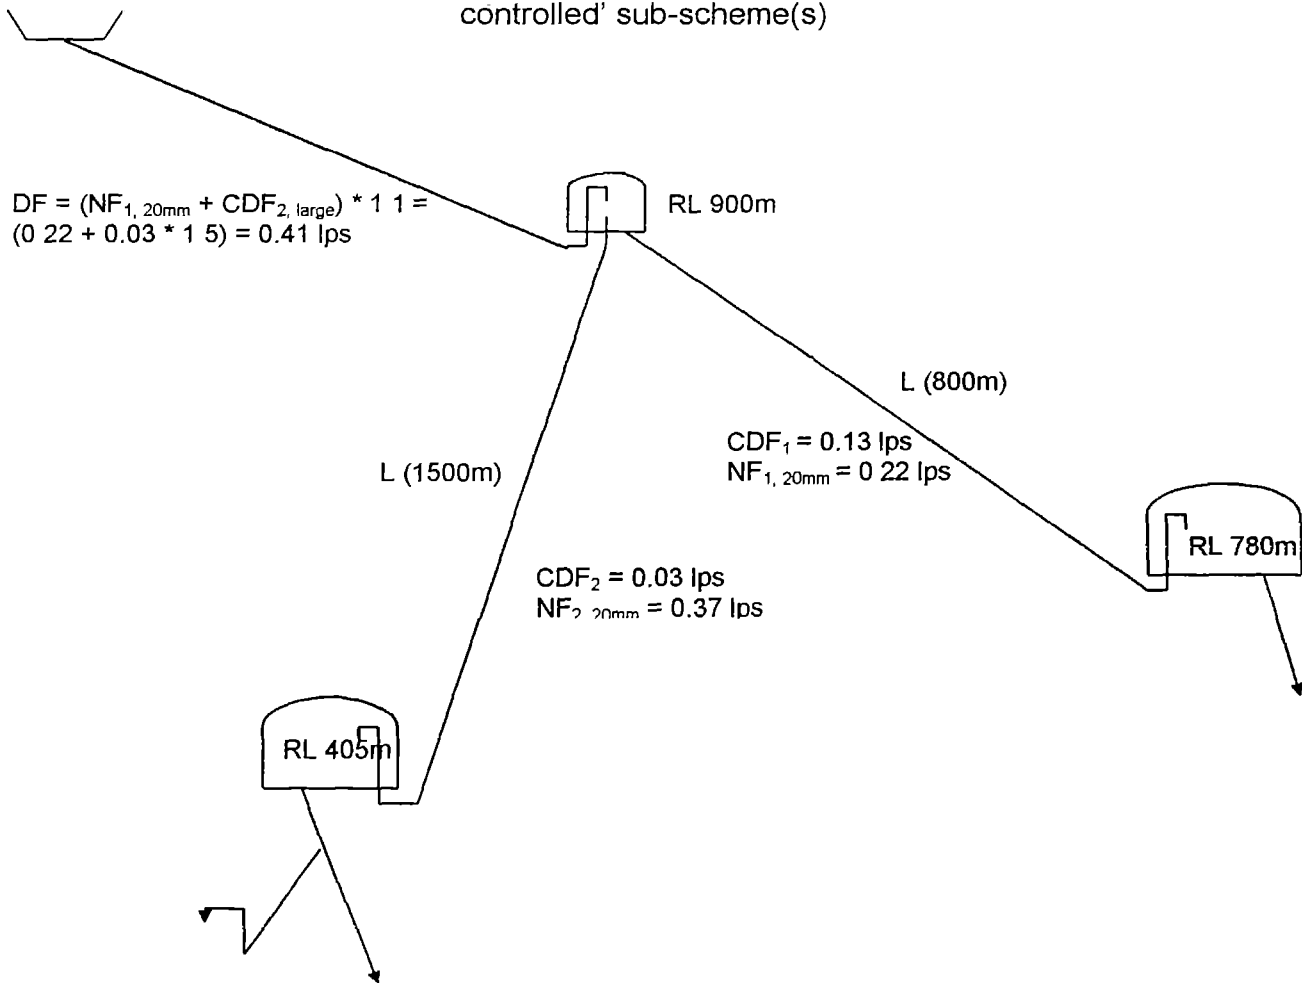 controlled' sub-scheme(s)
DF = (NF1, 20mm + CDF2, large) * 1 1 =
(0 22 + 0.03 * 1 5) = 0.41 lps
RL 900m
L (800m)
CDF1 = 0.13 lps
NF1, 20mm = 0 22 lps
L (1500m)
RL 780m
CDF2 = 0.03 lps
NF2, 20mm = 0.37 lps
RL 405m